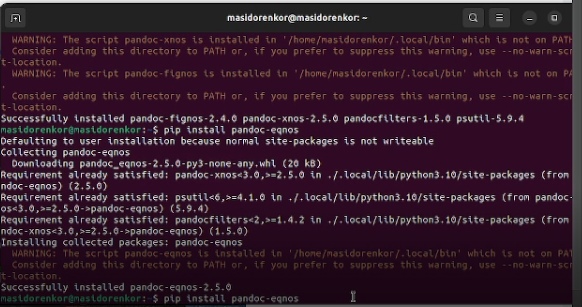 masidorenkor@masidorenkor: ~
WARNING: The script pandoc-xnos is installed in '/home/masidorenkor/.local/bin' which is not on PATH
Consider adding this directory to PATH or, if you prefer to suppress this warning, use --no-warn-scr
t-location.
WARNING: The script pandoc-fignos is installed in '/home/masidorenkor/.local/bin' which is not on PA
.
Consider adding this directory to PATH or, if you prefer to suppress this warning, use --no-warn-scr
t-location.
Successfully installed pandoc-fignos-2.4.0 pandoc-xnos-2.5.0 pandocfilters-1.5.0 psutil-5.9.4
masidorenkor@masidorenkor:~$ pip install pandoc-eqnos
Defaulting to user installation because normal site-packages is not writeable
Collecting pandoc-eqnos
Downloading pandoc_eqnos-2.5.0-py3-none-any.whl (20 kB)
Requirement already satisfied: pandoc-xnos<3.0,>=2.5.0 in ./.local/lib/python3.10/site-packages (from
ndoc-eqnos) (2.5.0)
Requirement already satisfied: psutil<6,>=4.1.0 in ./.local/lib/python3.10/site-packages (from pandoc-
os<3.0,>=2.5.0->pandoc-eqnos) (5.9.4)
Requirement already satisfied: pandocfilters<2,>=1.4.2 in ./.local/lib/python3.10/site-packages (from
ndoc-xnos<3.0,>=2.5.0->pandoc-eqnos) (1.5.0)
Installing collected packages: pandoc-eqnos
WARNING: The script pandoc-eqnos is installed in '/home/masidorenkor/.local/bin' which is not on PAT
Consider adding this directory to PATH or, if you prefer to suppress this warning, use --no-warn-scr
t-location.
Successfully installed pandoc-eqnos-2.5.0
masidorenkor@masidorenkor:~$ pip install pandoc-eqnos